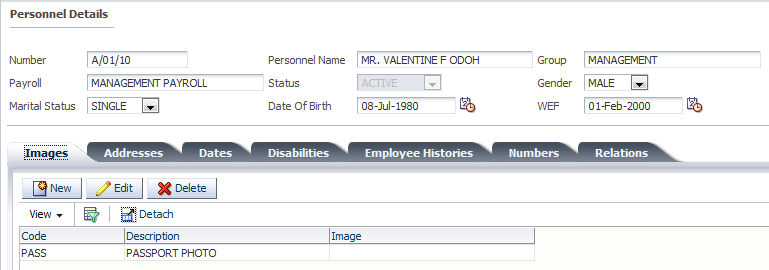 Personnel Details
Number A/01/10 Personnel Name MR. VALENTINE F ODOH Group MANAGEMENT
Payroll MANAGEMENT PAYROLL Status ACTIVE Gender MALE
Marital Status SINGLE Date Of Birth 08-Jul-1980 WEF 01-Feb-2000
Images Addresses Dates Disabilities Employee Histories Numbers Relations
New Edit Delete
View Detach
Code Description Image
PASS PASSPORT PHOTO